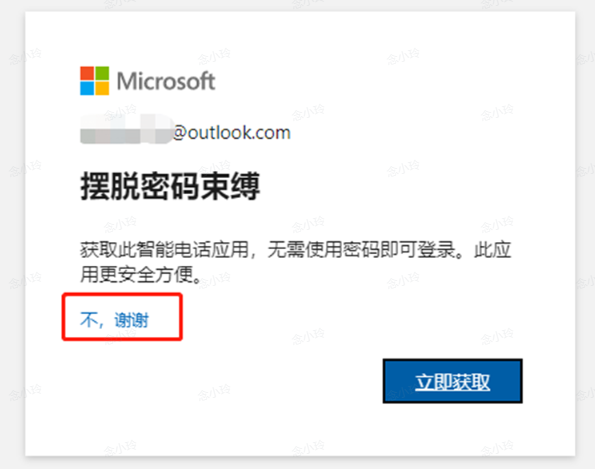 Microsoft
@outlook.com
摆脱密码束缚
获取此智能电话应用，无需使用密码即可登录。此应
用更安全方便。
不，谢谢
立即获取